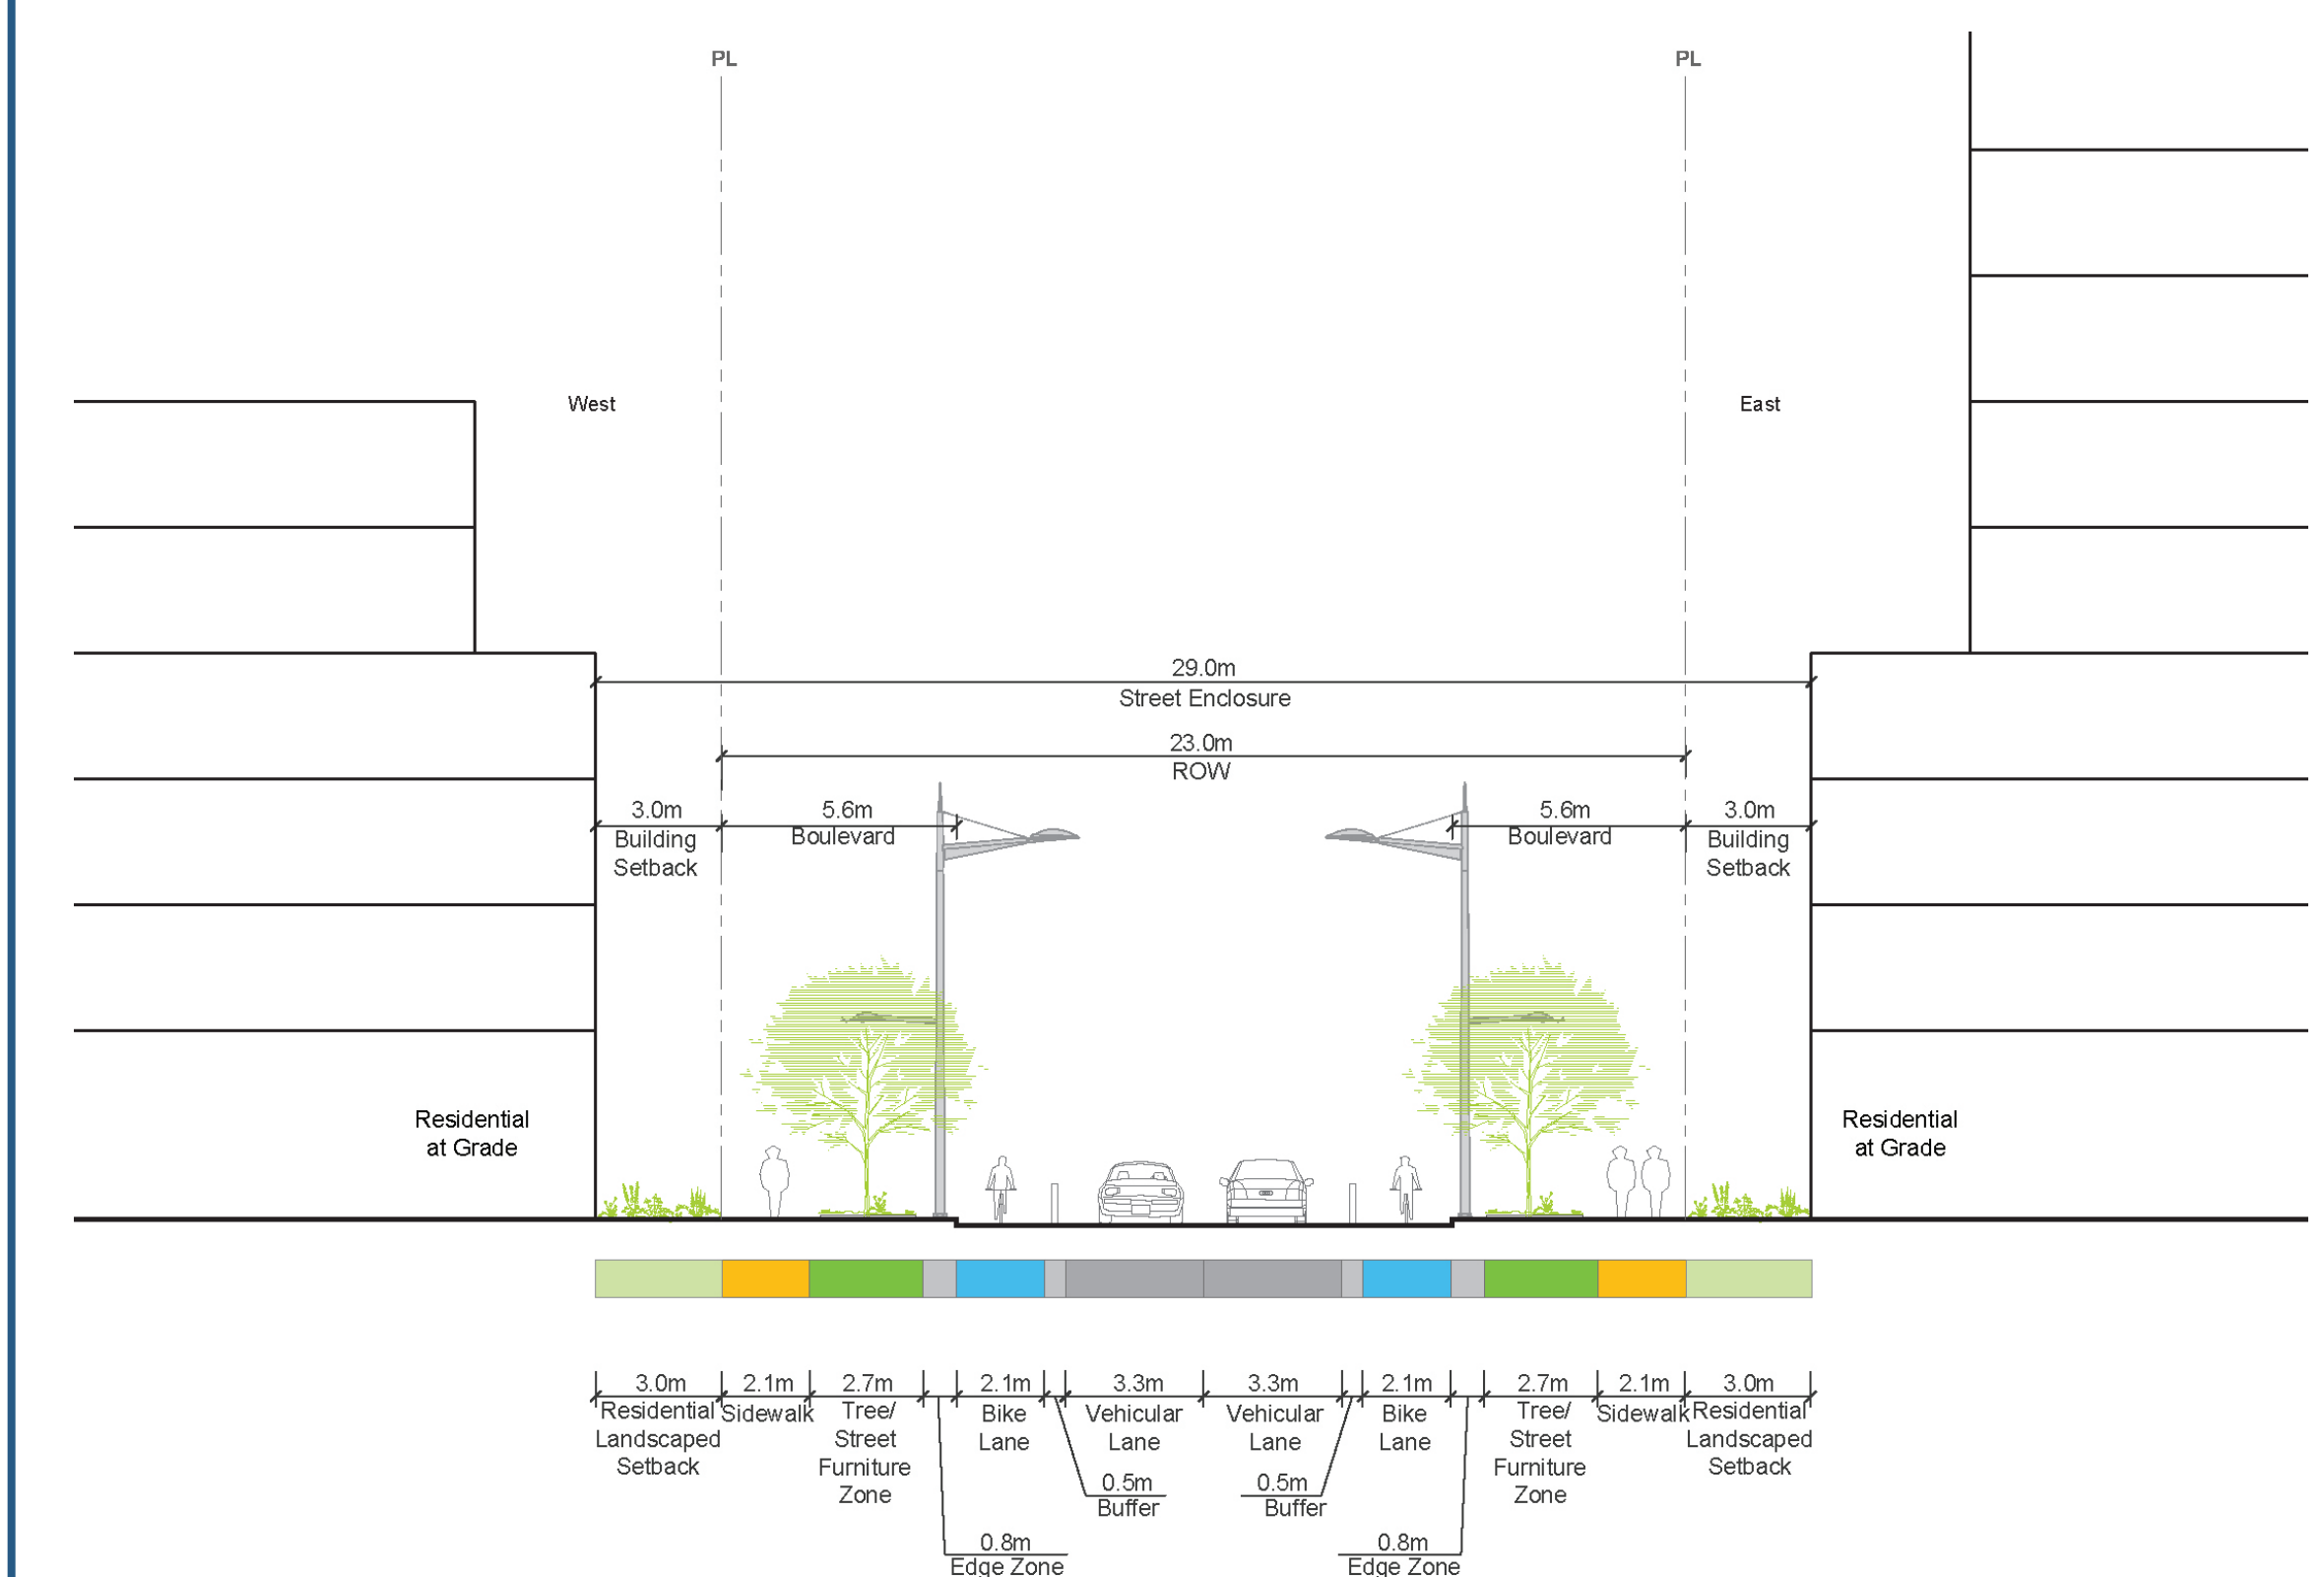 PL
PL
West
East
29.0m
Street Enclosure
23.0m
ROW
3.0m
Building
Setback
5.6m
Boulevard
5.6m
Boulevard
3.0m
Building
Setback
Residential
at Grade
Residential
at Grade
3.0m
Residential
Landscaped
Setback
2.1m
Sidewalk
2.7m
Tree/
Street
Furniture
Zone
0.8m
Edge Zone
2.1m
Bike
Lane
0.5m
Buffer
3.3m
Vehicular
Lane
3.3m
Vehicular
Lane
0.5m
Buffer
2.1m
Bike
Lane
0.8m
Edge Zone
2.7m
Tree/
Street
Furniture
Zone
2.1m
Sidewalk
3.0m
Residential
Landscaped
Setback